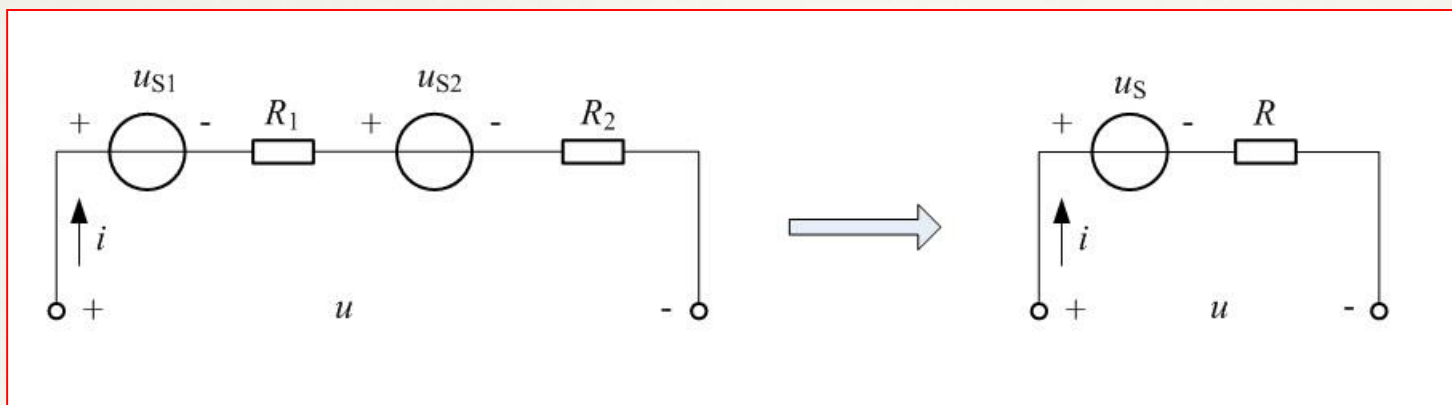 uS1 uS2 uS
+ - R1 + - R2 + - R
i i
+ u - + u -